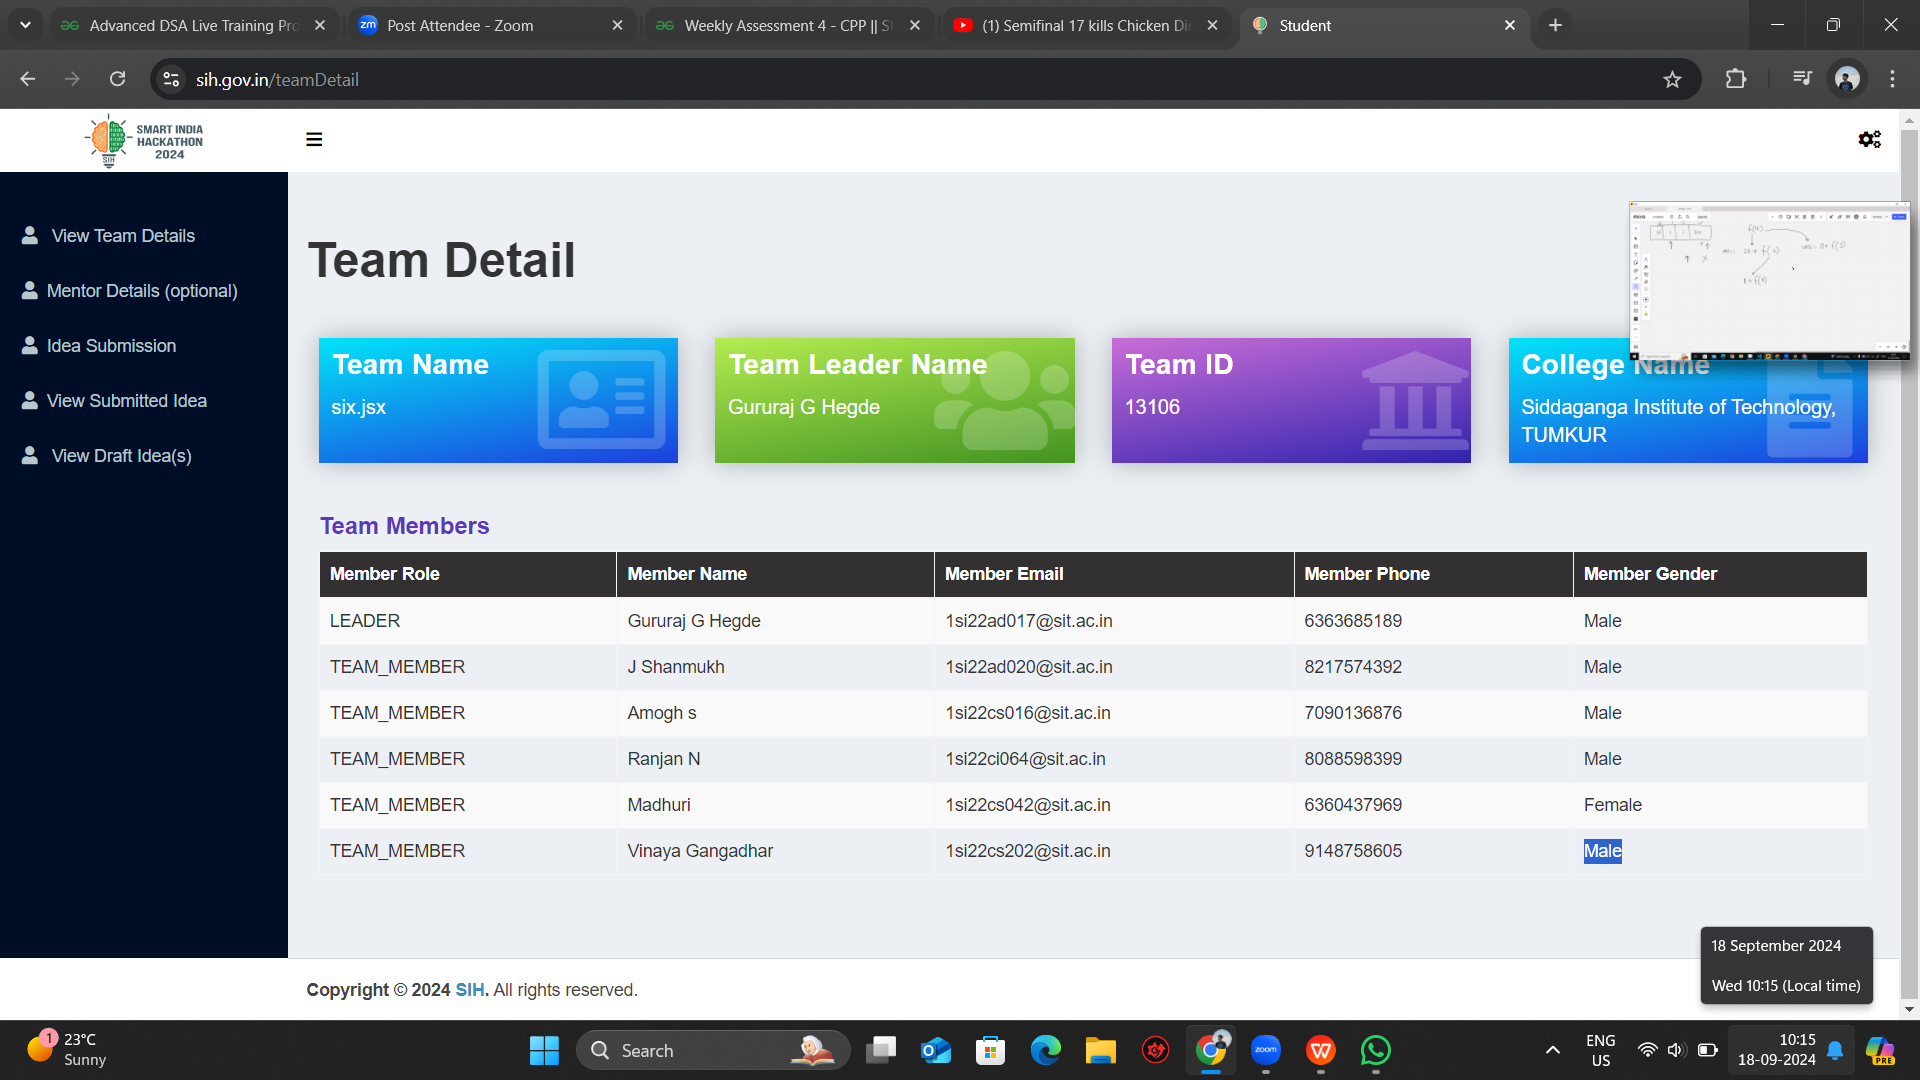 Advanced DSA Live Training Pro
Post Attendee - Zoom
Weekly Assessment 4 - CPP || S
(1) Semifinal 17 kills Chicken Di
Student
sih.gov.in/teamDetail
SMART INDIA
HACKATHON
2024
SIH
View Team Details
Mentor Details (optional)
Idea Submission
View Submitted Idea
View Draft Idea(s)
Team Detail
Team Name
six.jsx
Team Leader Name
Gururaj G Hegde
Team ID
13106
College Name
Siddaganga Institute of Technology,
TUMKUR
Team Members
Member Role Member Name Member Email Member Phone Member Gender
LEADER Gururaj G Hegde 1si22ad017@sit.ac.in 6363685189 Male
TEAM_MEMBER J Shanmukh 1si22ad020@sit.ac.in 8217574392 Male
TEAM_MEMBER Amogh s 1si22cs016@sit.ac.in 7090136876 Male
TEAM_MEMBER Ranjan N 1si22ci064@sit.ac.in 8088598399 Male
TEAM_MEMBER Madhuri 1si22cs042@sit.ac.in 6360437969 Female
TEAM_MEMBER Vinaya Gangadhar 1si22cs202@sit.ac.in 9148758605 Male
18 September 2024
Wed 10:15 (Local time)
Copyright © 2024 SIH. All rights reserved.
1
23°C
Sunny
Search
zoom
ENG
US
10:15
18-09-2024
PRE